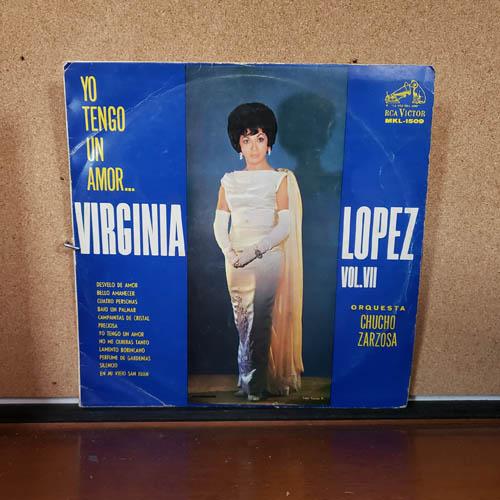 YO
TENGO
UN
AMOR...
VIRGINIA
LOPEZ
VOL.VII
ORQUESTA
CHUCHO
ZARZOSA
DESVELO DE AMOR
BELLO AMANECER
CUATRO PERSONAS
BAJO UN PALMAR
CAMPANITAS DE CRISTAL
PRECIOSA
YO TENGO UN AMOR
NO ME QUIERAS TANTO
LAMENTO BORINCANO
PERFUME DE GARDENIAS
SILENCIO
EN MI VIEJO SAN JUAN
RCA VICTOR
MKL-1509